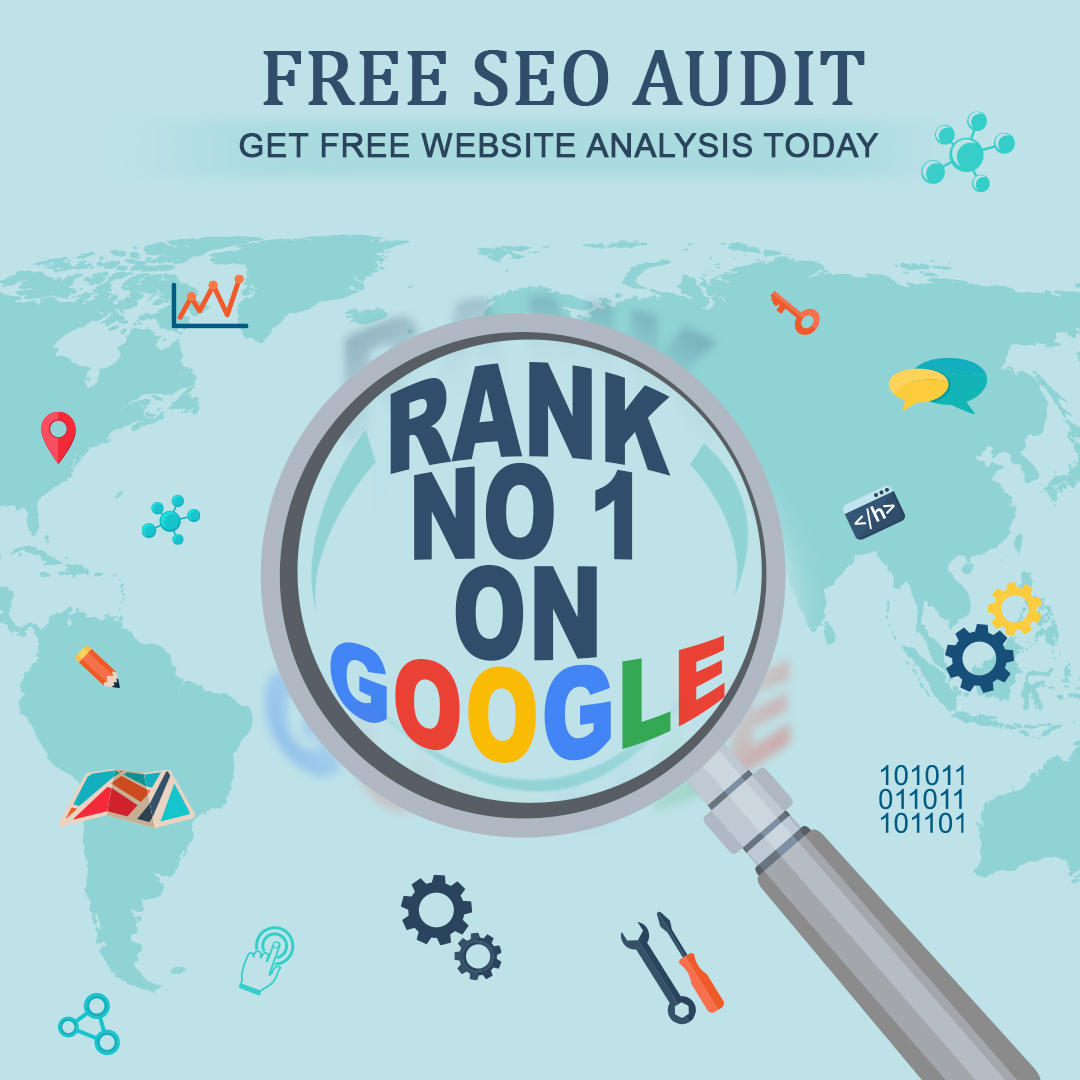 FREE SEO AUDIT
GET FREE WEBSITE ANALYSIS TODAY
RANK
NO 1
ON
GOOGLE
</h>
101011
011011
101101